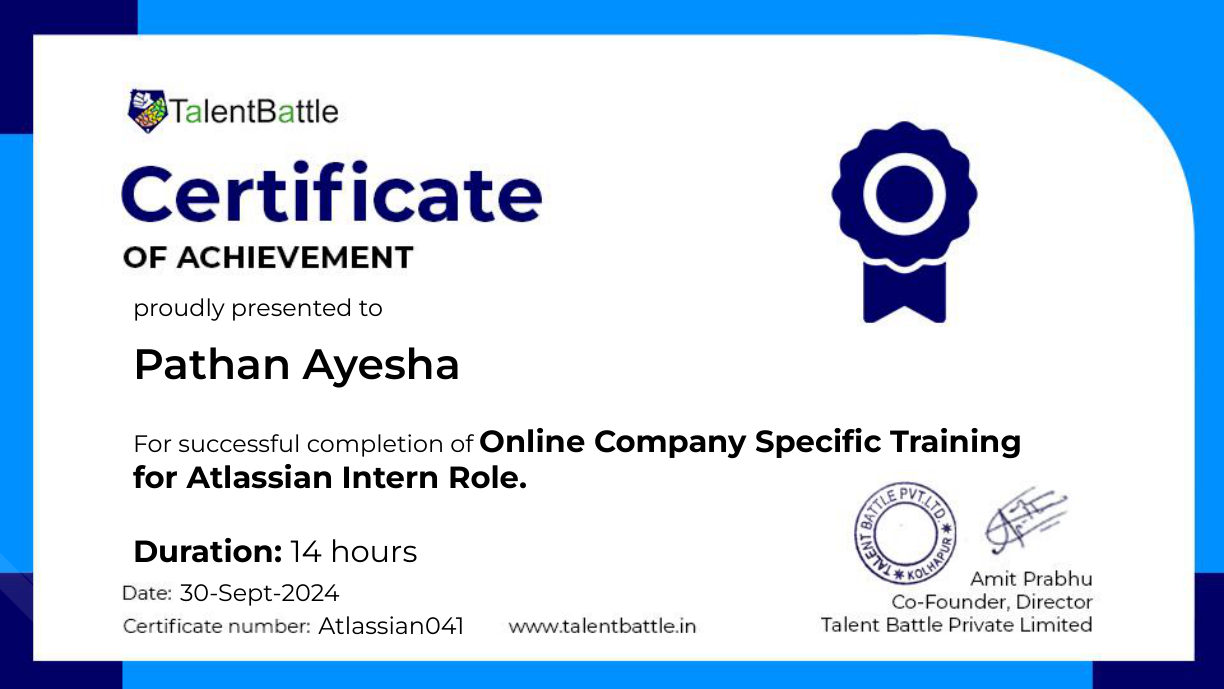 TalentBattle
Certificate
OF ACHIEVEMENT
proudly presented to
Pathan Ayesha
For successful completion of Online Company Specific Training
for Atlassian Intern Role.
Duration: 14 hours
Date: 30-Sept-2024
Certificate number: Atlassian041
www.talentbattle.in
TALENT BATTLE PVT.LTD. * KOLHAPUR *
Amit Prabhu
Co-Founder, Director
Talent Battle Private Limited